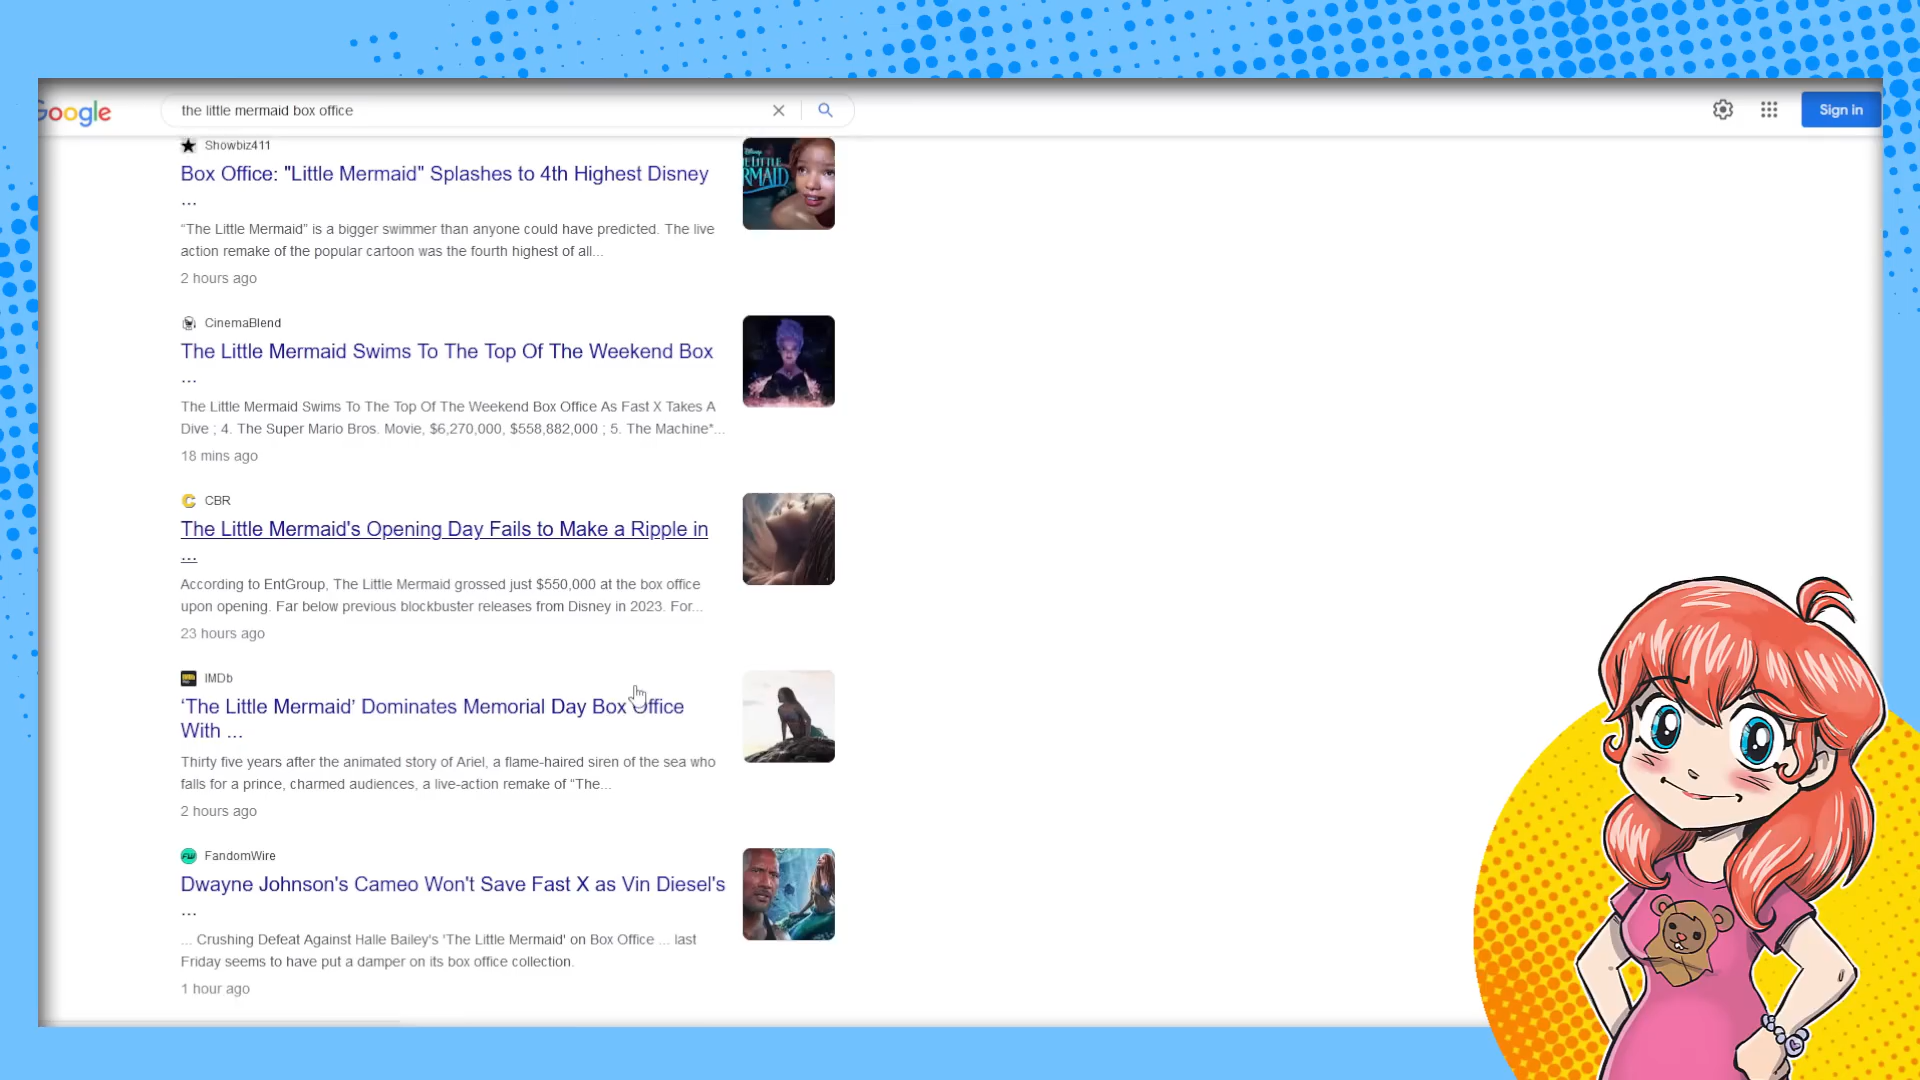 Google
the little mermaid box office
Sign in
Showbiz411
Box Office: "Little Mermaid" Splashes to 4th Highest Disney
...
“The Little Mermaid” is a bigger swimmer than anyone could have predicted. The live
action remake of the popular cartoon was the fourth highest of all...
2 hours ago
Disney
THE LITTLE
MERMAID
CinemaBlend
The Little Mermaid Swims To The Top Of The Weekend Box
...
The Little Mermaid Swims To The Top Of The Weekend Box Office As Fast X Takes A
Dive ; 4. The Super Mario Bros. Movie, $6,270,000, $558,882,000 ; 5. The Machine*...
18 mins ago
CBR
The Little Mermaid's Opening Day Fails to Make a Ripple in
...
According to EntGroup, The Little Mermaid grossed just $550,000 at the box office
upon opening. Far below previous blockbuster releases from Disney in 2023. For...
23 hours ago
IMDb
‘The Little Mermaid’ Dominates Memorial Day Box Office
With ...
Thirty five years after the animated story of Ariel, a flame-haired siren of the sea who
falls for a prince, charmed audiences, a live-action remake of “The...
2 hours ago
FW
FandomWire
Dwayne Johnson's Cameo Won't Save Fast X as Vin Diesel's
...
... Crushing Defeat Against Halle Bailey's 'The Little Mermaid' on Box Office ... last
Friday seems to have put a damper on its box office collection.
1 hour ago